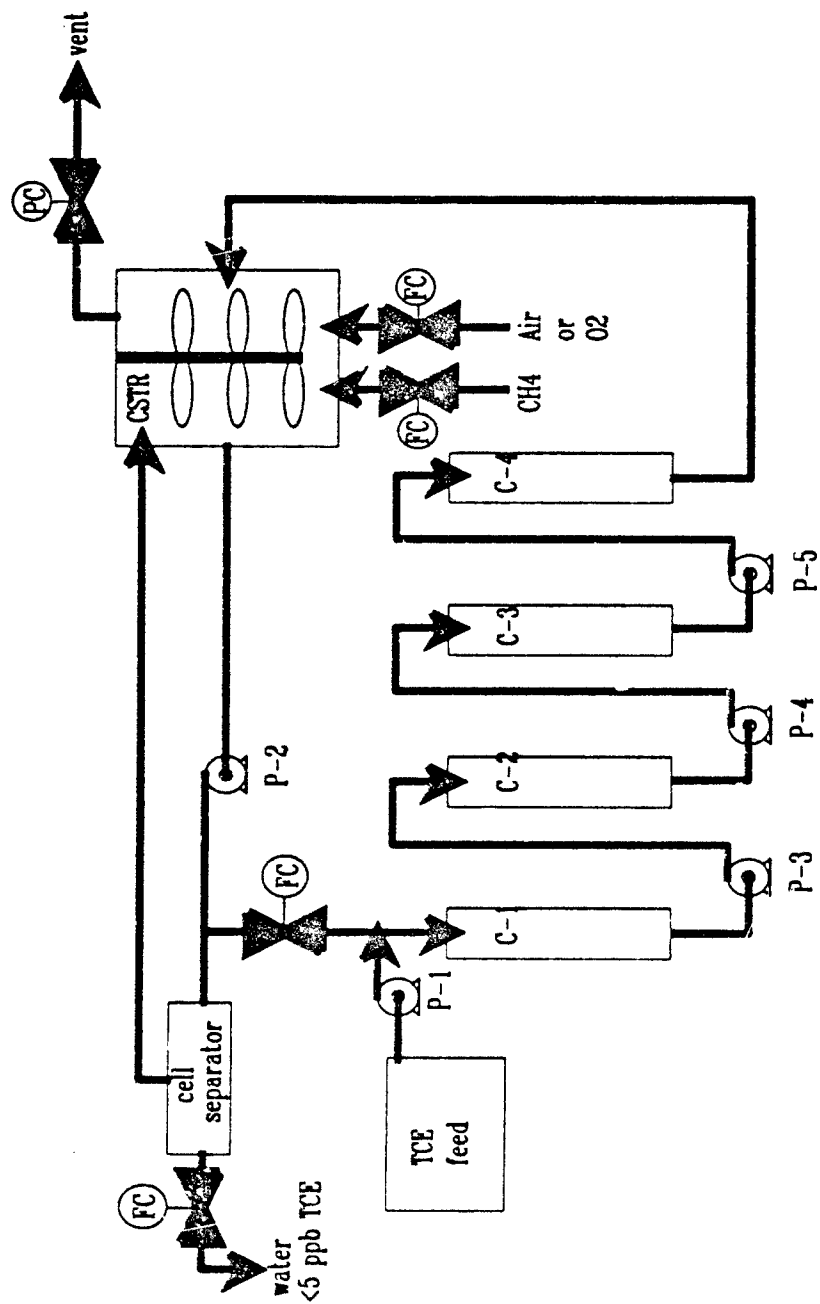 vent
PC
CSTR
FC
FC
CH4
Air
or
O2
P-2
FC
cell
separator
FC
water
<5 ppb TCE
TCE
feed
P-1
C-1
C-2
C-3
C-4
P-3
P-4
P-5